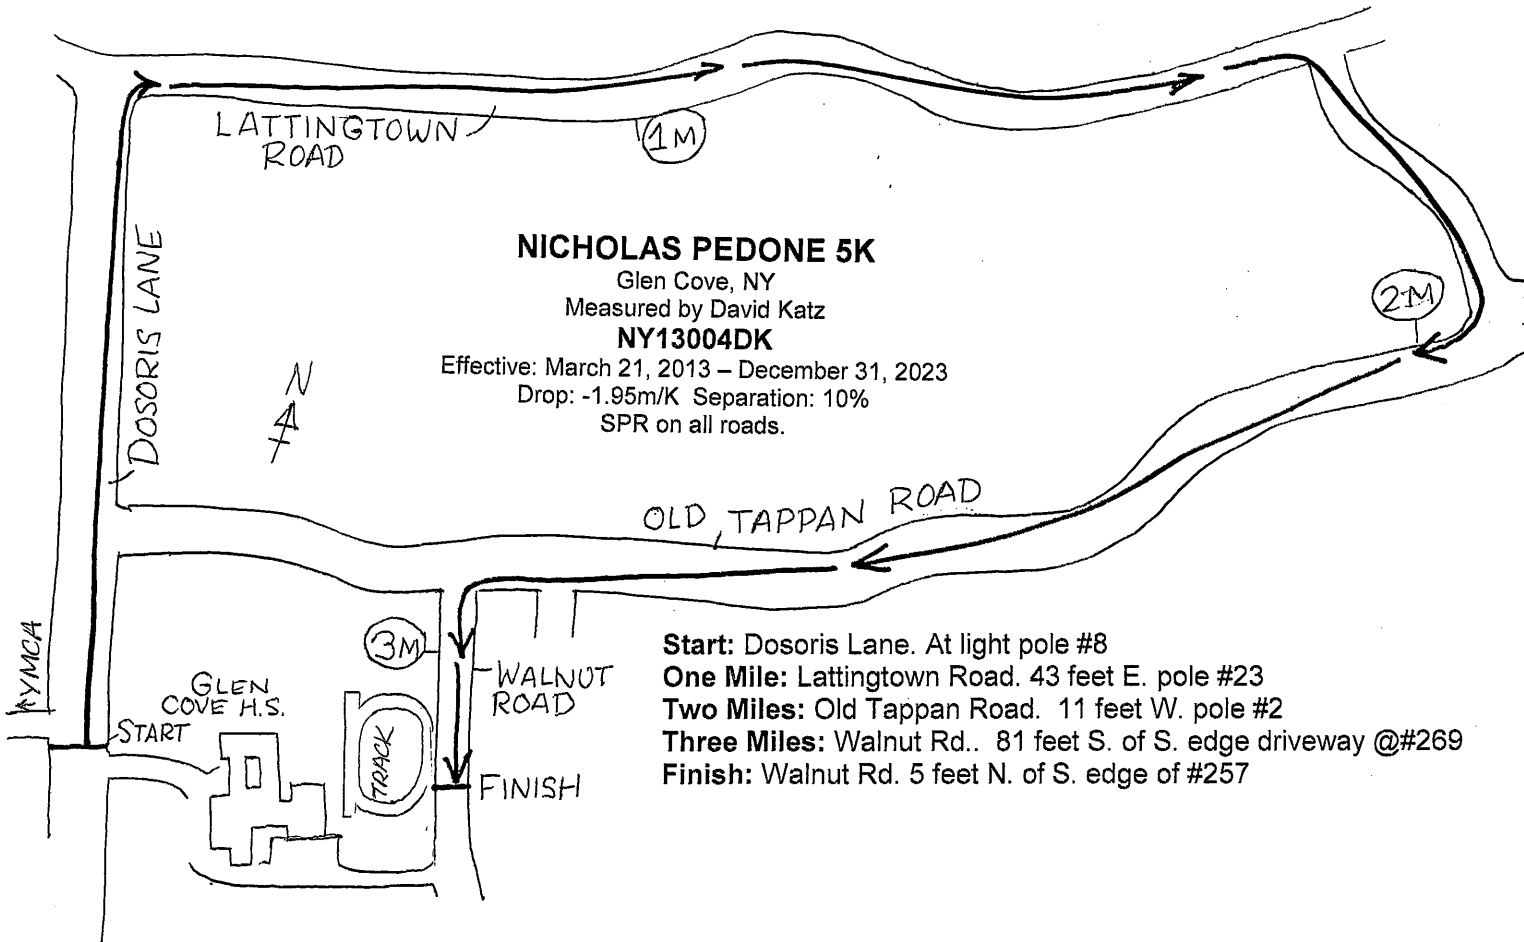 LATTINGTOWN
ROAD
1M
DOSORIS LANE
NICHOLAS PEDONE 5K
Glen Cove, NY
Measured by David Katz
NY13004DK
Effective: March 21, 2013 – December 31, 2023
Drop: -1.95m/K Separation: 10%
SPR on all roads.
2M
N
OLD TAPPAN ROAD
YMCA
3M
WALNUT
ROAD
GLEN
COVE H.S.
START
TRACK
FINISH
Start: Dosoris Lane. At light pole #8
One Mile: Lattingtown Road. 43 feet E. pole #23
Two Miles: Old Tappan Road. 11 feet W. pole #2
Three Miles: Walnut Rd.. 81 feet S. of S. edge driveway @#269
Finish: Walnut Rd. 5 feet N. of S. edge of #257